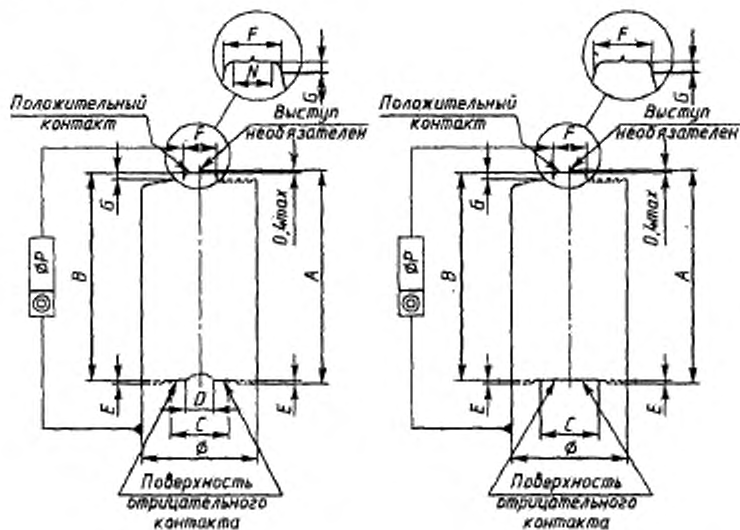 F
N
G
Положительный
контакт
Выступ
необязателен
F
G
0,4max
ØP
B
A
E
E
D
C
Ø
Поверхность
отрицательного
контакта
F
G
Положительный
контакт
Выступ
необязателен
F
G
0,4max
ØP
B
A
E
E
C
Ø
Поверхность
отрицательного
контакта